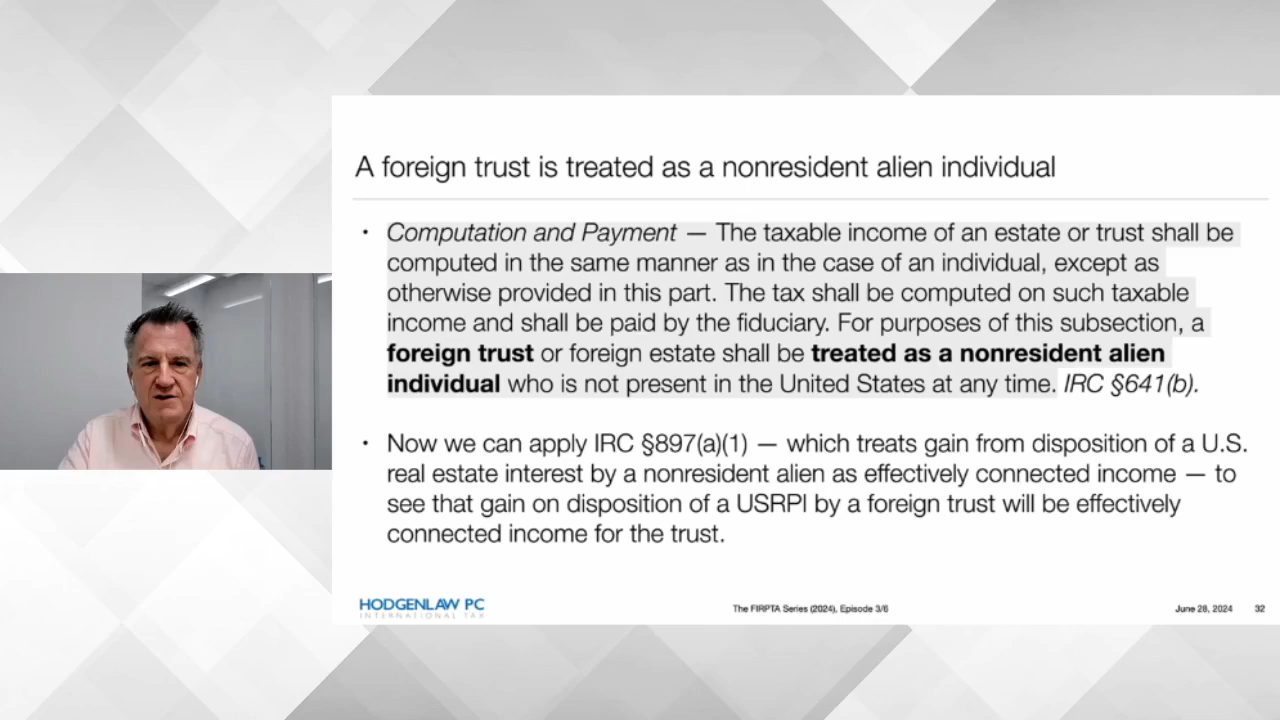 A foreign trust is treated as a nonresident alien individual
• Computation and Payment — The taxable income of an estate or trust shall be
computed in the same manner as in the case of an individual, except as
otherwise provided in this part. The tax shall be computed on such taxable
income and shall be paid by the fiduciary. For purposes of this subsection, a
foreign trust or foreign estate shall be treated as a nonresident alien
individual who is not present in the United States at any time. IRC §641(b).
• Now we can apply IRC §897(a)(1) — which treats gain from disposition of a U.S.
real estate interest by a nonresident alien as effectively connected income — to
see that gain on disposition of a USRPI by a foreign trust will be effectively
connected income for the trust.
HODGENLAW PC
INTERNATIONAL TAX
The FIRPTA Series (2024), Episode 3/6
June 28, 2024 32